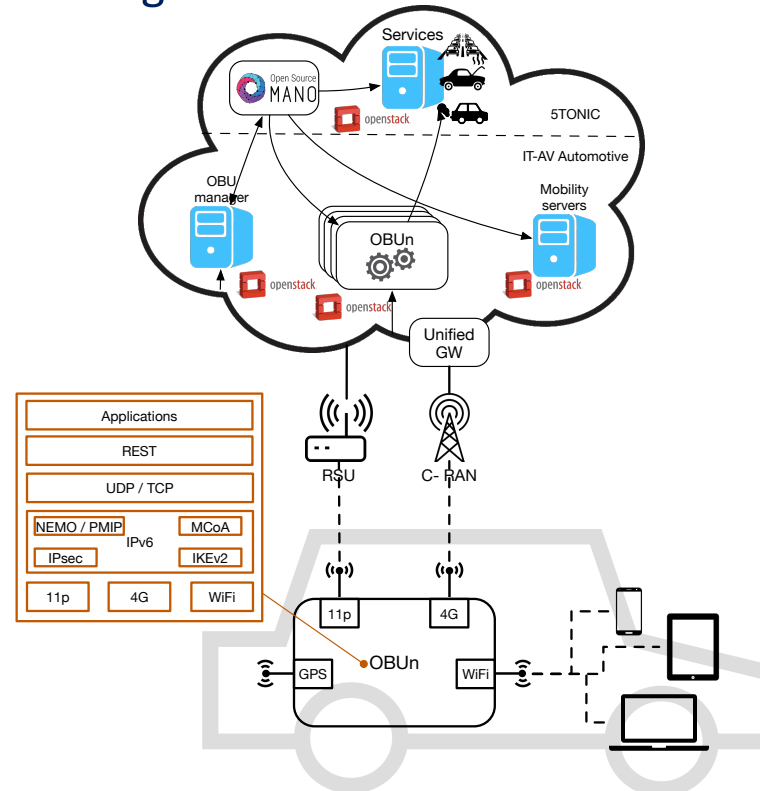 Services
Open Source
MANO
openstack
5TONIC
IT-AV Automotive
OBU
manager
Mobility
servers
OBUn
openstack
openstack
openstack
Unified
GW
Applications
REST
UDP / TCP
NEMO / PMIP
MCoA
IPv6
IPsec
IKEv2
11p
4G
WiFi
RSU
C- RAN
11p
4G
GPS
OBUn
WiFi